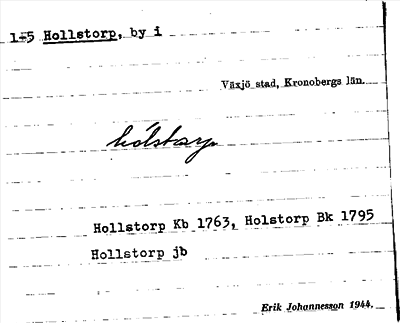 1-5 Hollstorp, by i
Växjö stad, Kronobergs län.
hólstarp
Hollstorp Kb 1763, Holstorp Bk 1795
Hollstorp jb
Erik Johannesson 1944.